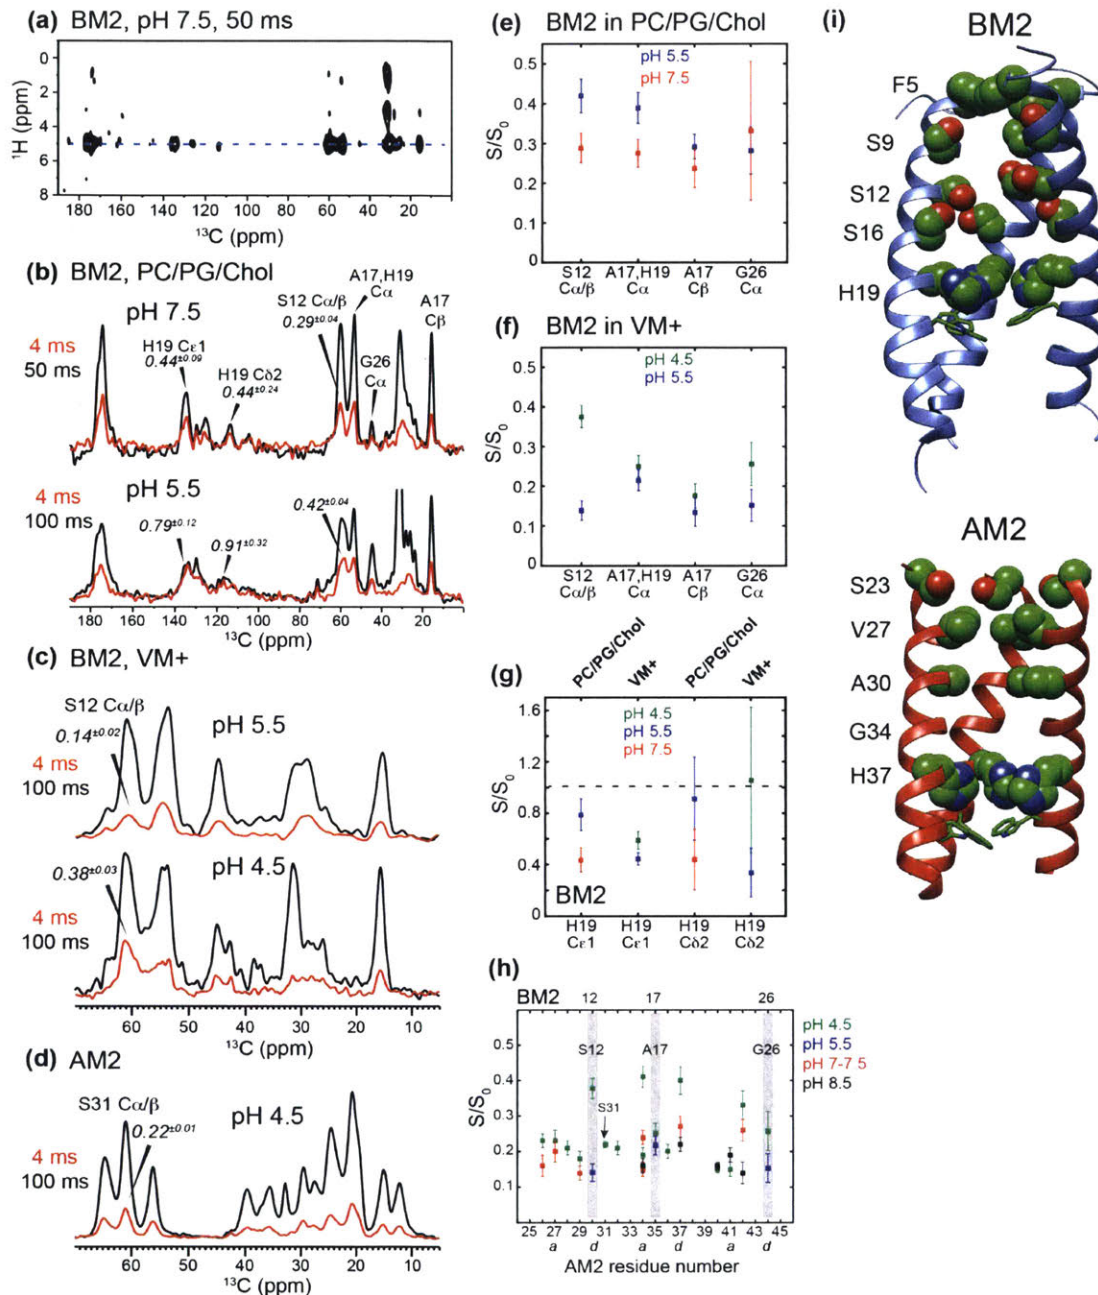 (a) BM2, pH 7.5, 50 ms
0
2
4
6
8
¹H (ppm)
180 160 140 120 100 80 60 40 20
¹³C (ppm)
(b) BM2, PC/PG/Chol
pH 7.5
4 ms
50 ms
H19 Cε1
0.44±0.09
H19 Cδ2
0.44±0.24
S12 Cα/β
0.29±0.04
A17,H19
Cα
G26
Cα
A17
Cβ
180 160 140 120 100 80 60 40 20
pH 5.5
4 ms
100 ms
0.79±0.12
0.91±0.32
0.42±0.04
180 160 140 120 100 80 60 40 20
¹³C (ppm)
(c) BM2, VM+
S12 Cα/β
0.14±0.02
pH 5.5
4 ms
100 ms
0.38±0.03
pH 4.5
4 ms
100 ms
60 50 40 30 20 10
¹³C (ppm)
(d) AM2
S31 Cα/β
0.22±0.01
pH 4.5
4 ms
100 ms
60 50 40 30 20 10
¹³C (ppm)
(e) BM2 in PC/PG/Chol
pH 5.5
pH 7.5
0.5
0.4
0.3
0.2
0.1
0
S/S₀
S12 A17,H19 A17 G26
Cα/β Cα Cβ Cα
(f) BM2 in VM+
pH 4.5
pH 5.5
0.5
0.4
0.3
0.2
0.1
0
S/S₀
S12 A17,H19 A17 G26
Cα/β Cα Cβ Cα
(g) PC/PG/Chol VM+ PC/PG/Chol VM+
pH 4.5
pH 5.5
pH 7.5
1.6
1.2
0.8
0.4
0
S/S₀
BM2
H19 H19 H19 H19
Cε1 Cε1 Cδ2 Cδ2
(h)
BM2 12 17 26
S12 A17 G26
S31
pH 4.5
pH 5.5
pH 7-7 5
pH 8.5
0.5
0.4
0.3
0.2
0.1
S/S₀
25 27 29 31 33 35 37 39 41 43 45
a d a d a d
AM2 residue number
(i) BM2
F5
S9
S12
S16
H19
AM2
S23
V27
A30
G34
H37